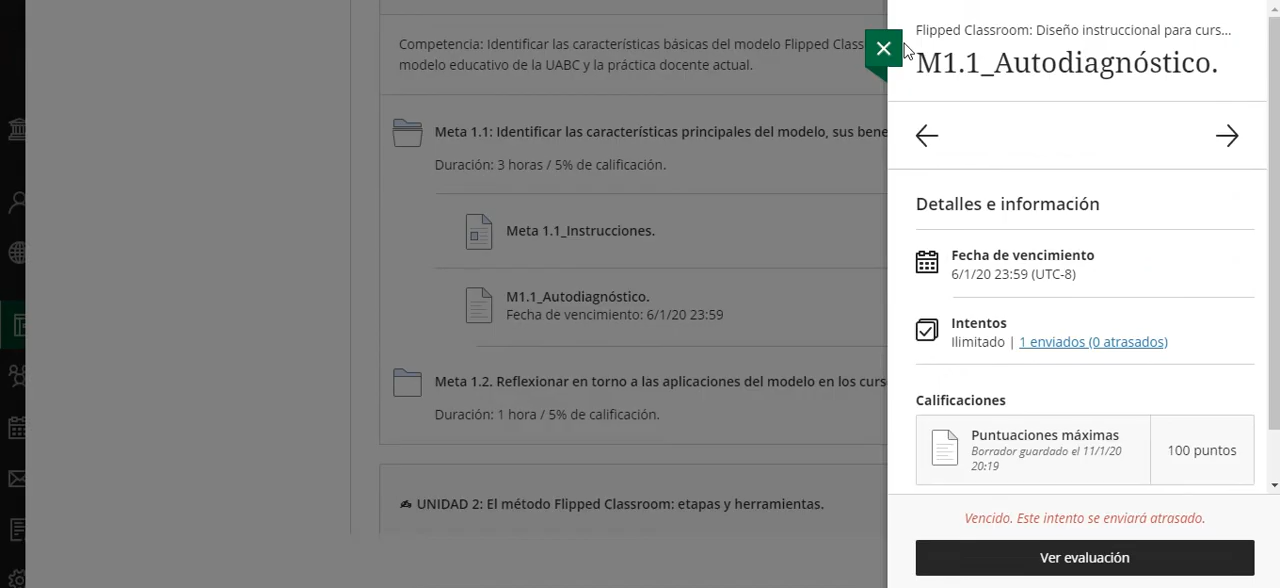 Competencia: Identificar las características básicas del modelo Flipped Clas
modelo educativo de la UABC y la práctica docente actual.
Meta 1.1: Identificar las características principales del modelo, sus bene
Duración: 3 horas / 5% de calificación.
Meta 1.1_Instrucciones.
M1.1_Autodiagnóstico.
Fecha de vencimiento: 6/1/20 23:59
Meta 1.2. Reflexionar en torno a las aplicaciones del modelo en los curs
Duración: 1 hora / 5% de calificación.
✍ UNIDAD 2: El método Flipped Classroom: etapas y herramientas.
Flipped Classroom: Diseño instruccional para curs...
M1.1_Autodiagnóstico.
Detalles e información
Fecha de vencimiento
6/1/20 23:59 (UTC-8)
Intentos
Ilimitado | 1 enviados (0 atrasados)
Calificaciones
Puntuaciones máximas
Borrador guardado el 11/1/20
20:19
100 puntos
Vencido. Este intento se enviará atrasado.
Ver evaluación